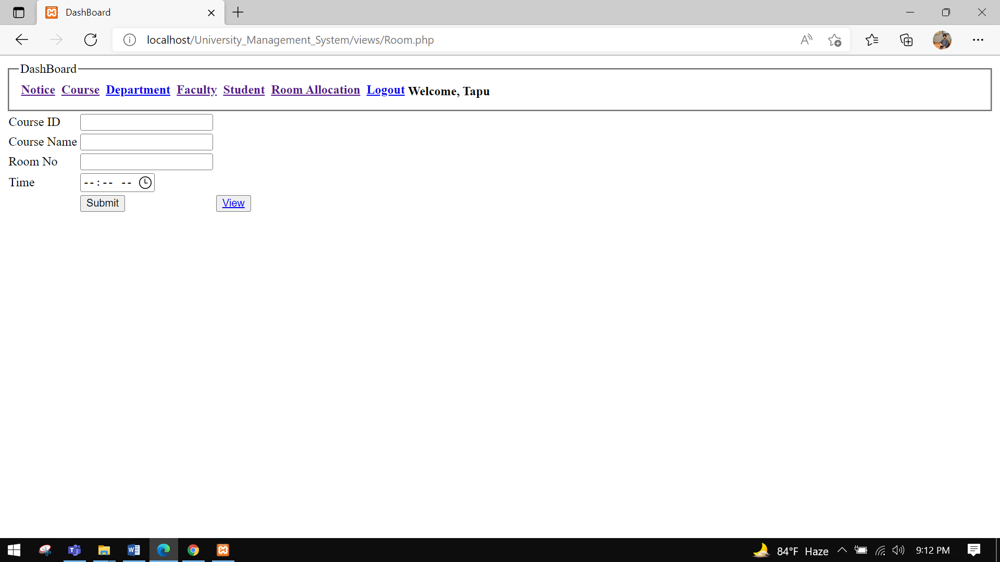 DashBoard
localhost/University_Management_System/views/Room.php
DashBoard
Notice Course Department Faculty Student Room Allocation Logout Welcome, Tapu
Course ID
Course Name
Room No
Time --:-- --
Submit View
84°F Haze 9:12 PM